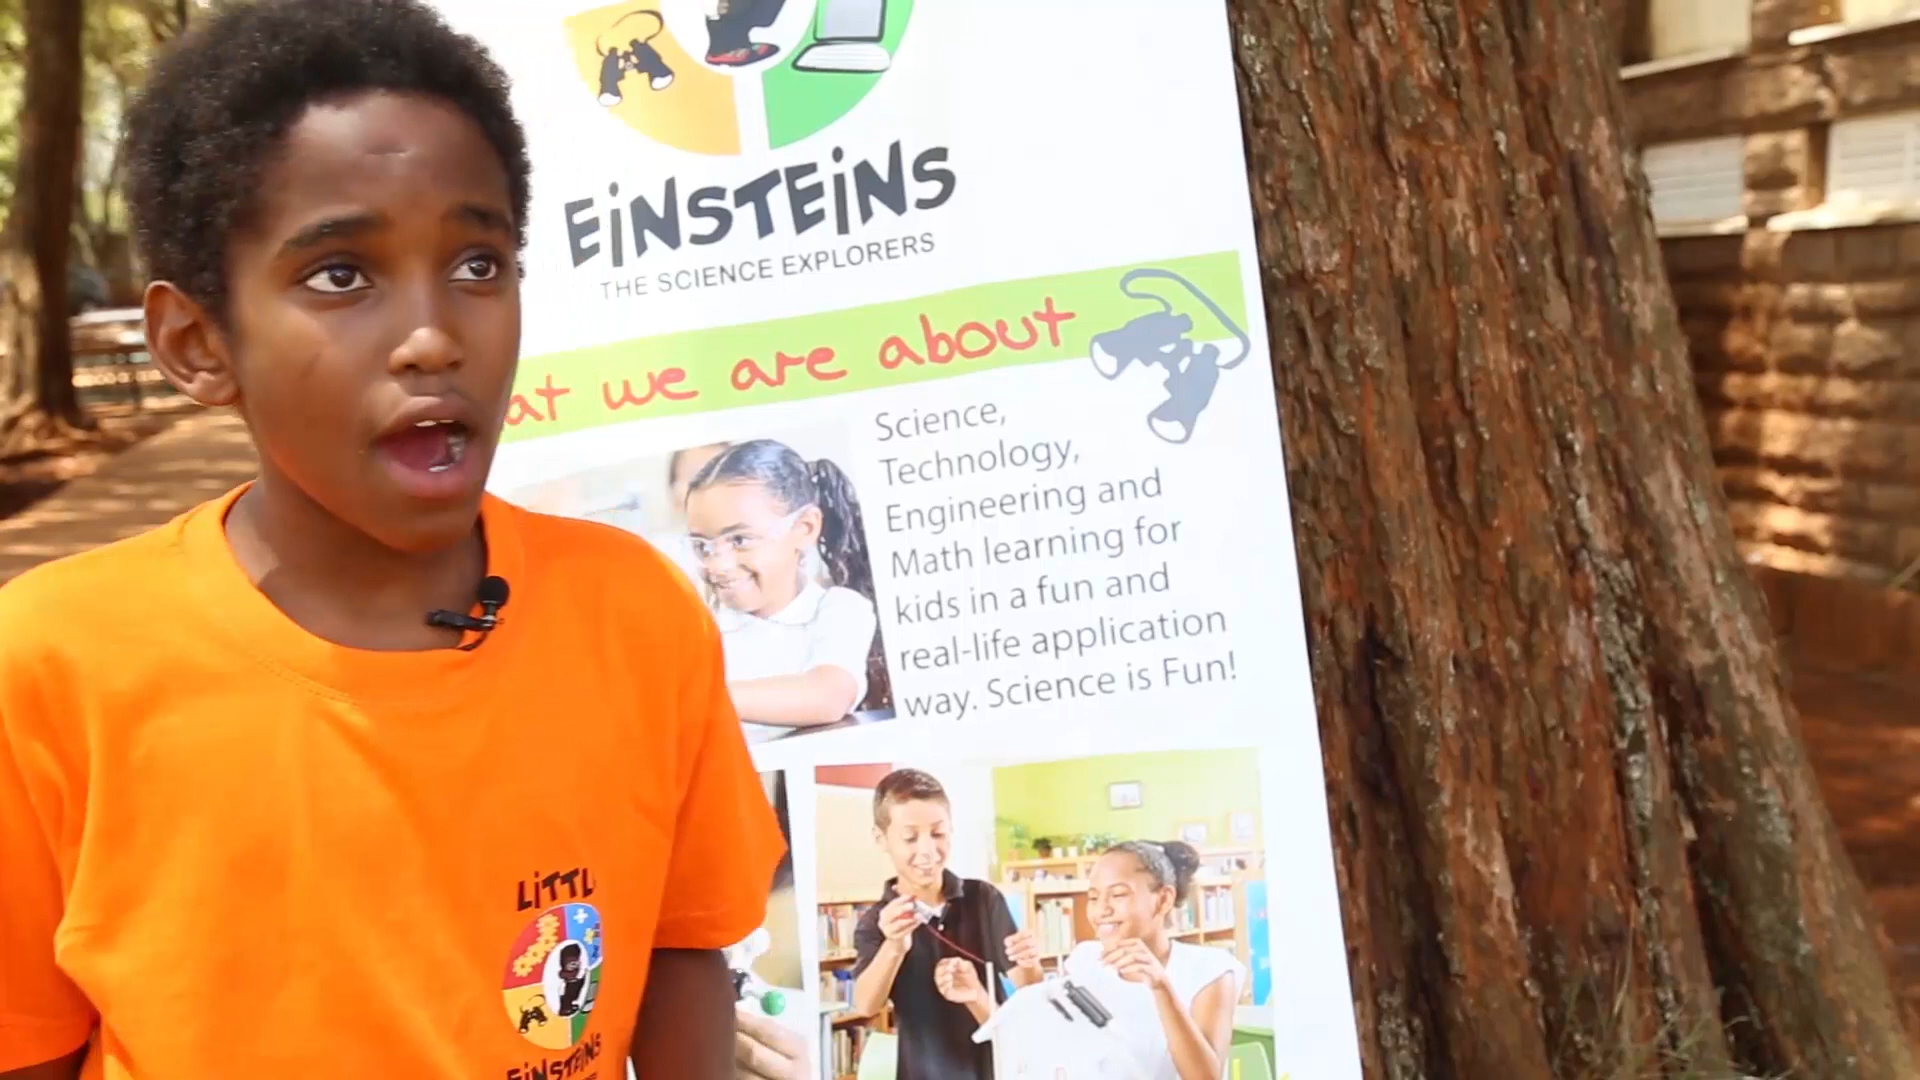 EiNSTEiNS
THE SCIENCE EXPLORERS
at we are about
Science,
Technology,
Engineering and
Math learning for
kids in a fun and
real-life application
way. Science is Fun!
LiTTL
EiNSTEiNS